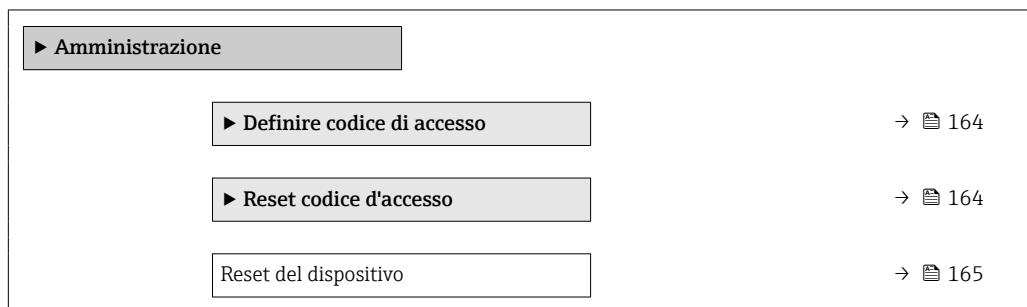 ▶ Amministrazione
▶ Definire codice di accesso → 164
▶ Reset codice d'accesso → 164
Reset del dispositivo → 165